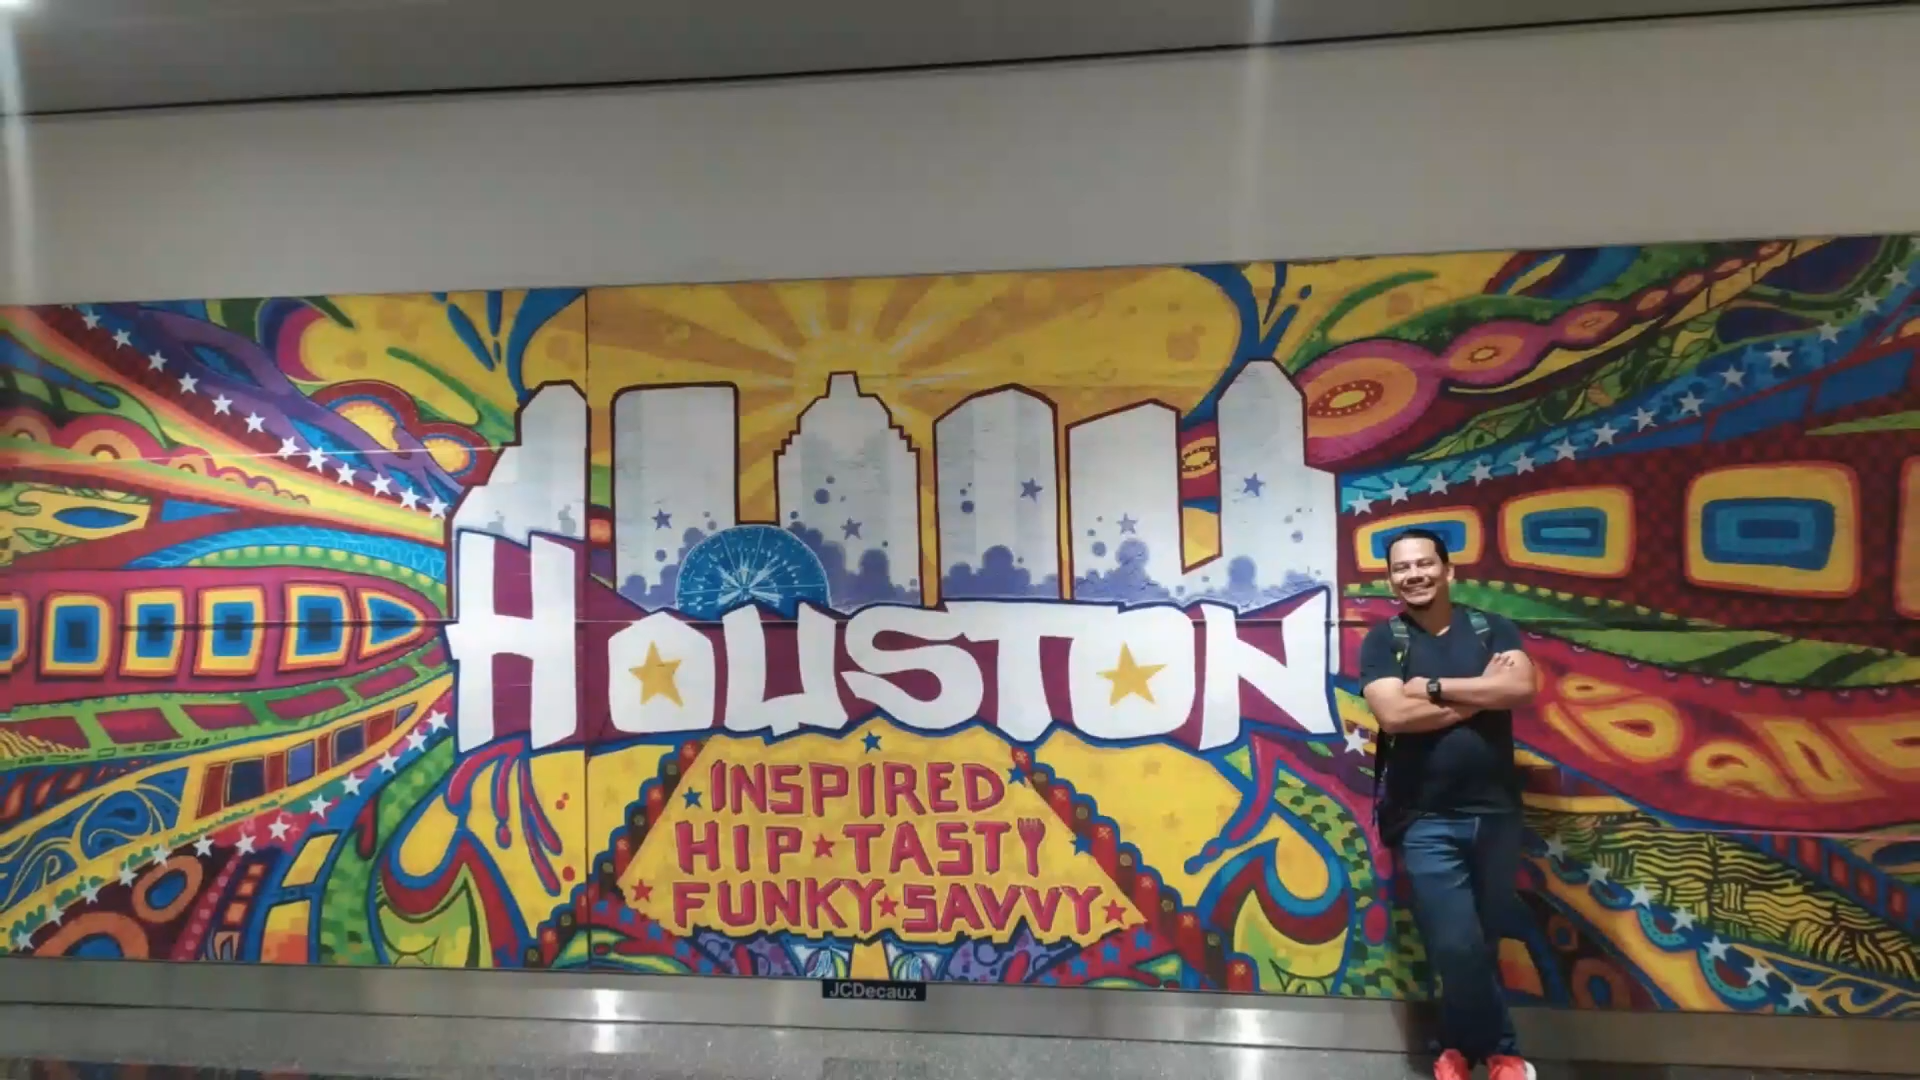 HOUSTON
INSPIRED
HIP★TASTY
FUNKY★SAVVY
JCDecaux